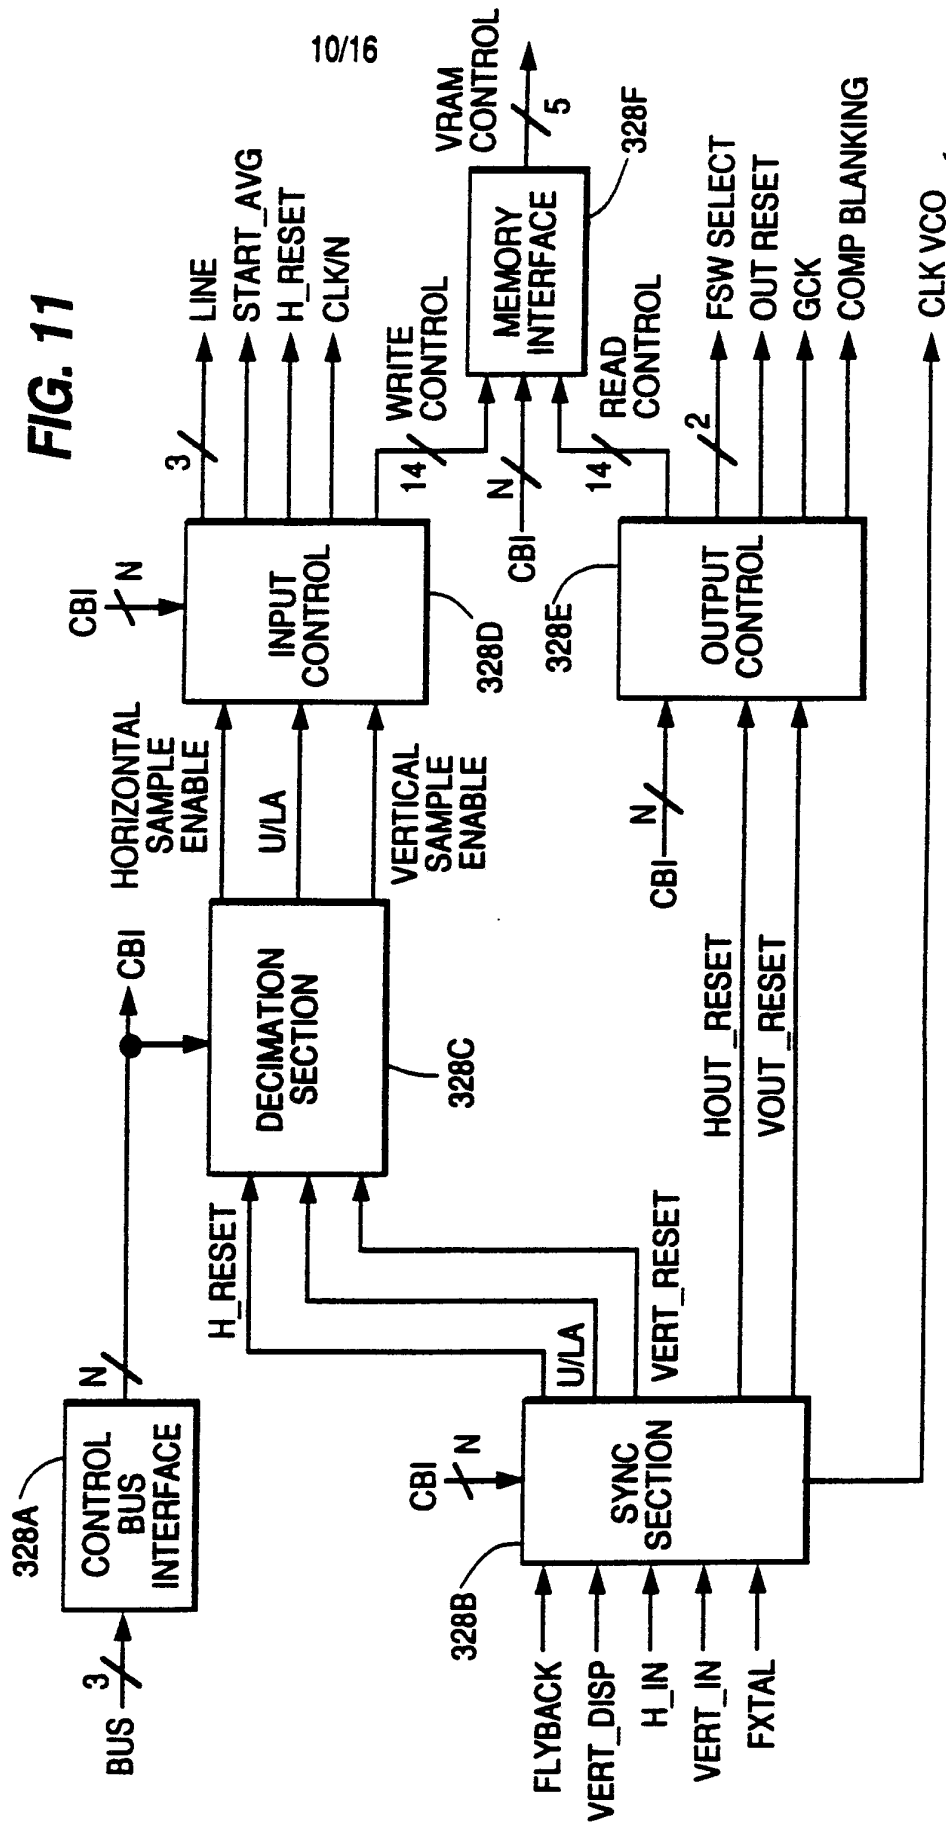 10/16
FIG. 11
BUS
3
328A
CONTROL
BUS
INTERFACE
N
CBI
H_RESET
DECIMATION
SECTION
328C
HORIZONTAL
SAMPLE
ENABLE
U/LA
VERTICAL
SAMPLE
ENABLE
CBI
N
INPUT
CONTROL
328D
3
LINE
START_AVG
H_RESET
CLK/N
14
WRITE
CONTROL
CBI
N
MEMORY
INTERFACE
328F
VRAM
CONTROL
5
14
READ
CONTROL
FLYBACK
VERT_DISP
H_IN
VERT_IN
FXTAL
328B
CBI
N
SYNC
SECTION
U/LA
VERT_RESET
HOUT_RESET
VOUT_RESET
CBI
N
328E
OUTPUT
CONTROL
2
FSW SELECT
OUT RESET
GCK
COMP BLANKING
CLK VCO